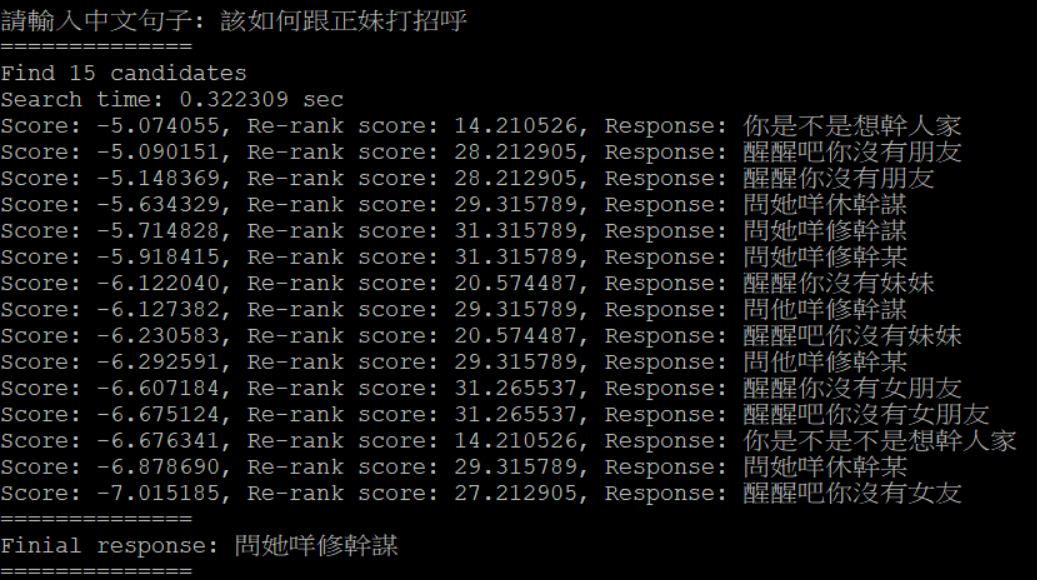 請輸入中文句子: 該如何跟正妹打招呼
==============
Find 15 candidates
Search time: 0.322309 sec
Score: -5.074055, Re-rank score: 14.210526, Response: 你是不是想幹人家
Score: -5.090151, Re-rank score: 28.212905, Response: 醒醒吧你沒有朋友
Score: -5.148369, Re-rank score: 28.212905, Response: 醒醒你沒有朋友
Score: -5.634329, Re-rank score: 29.315789, Response: 問她咩休幹謀
Score: -5.714828, Re-rank score: 31.315789, Response: 問她咩修幹謀
Score: -5.918415, Re-rank score: 31.315789, Response: 問她咩修幹某
Score: -6.122040, Re-rank score: 20.574487, Response: 醒醒你沒有妹妹
Score: -6.127382, Re-rank score: 29.315789, Response: 問他咩修幹謀
Score: -6.230583, Re-rank score: 20.574487, Response: 醒醒吧你沒有妹妹
Score: -6.292591, Re-rank score: 29.315789, Response: 問他咩修幹某
Score: -6.607184, Re-rank score: 31.265537, Response: 醒醒你沒有女朋友
Score: -6.675124, Re-rank score: 31.265537, Response: 醒醒吧你沒有女朋友
Score: -6.676341, Re-rank score: 14.210526, Response: 你是不是不是想幹人家
Score: -6.878690, Re-rank score: 29.315789, Response: 問她咩休幹某
Score: -7.015185, Re-rank score: 27.212905, Response: 醒醒吧你沒有女友
==============
Finial response: 問她咩修幹謀
==============